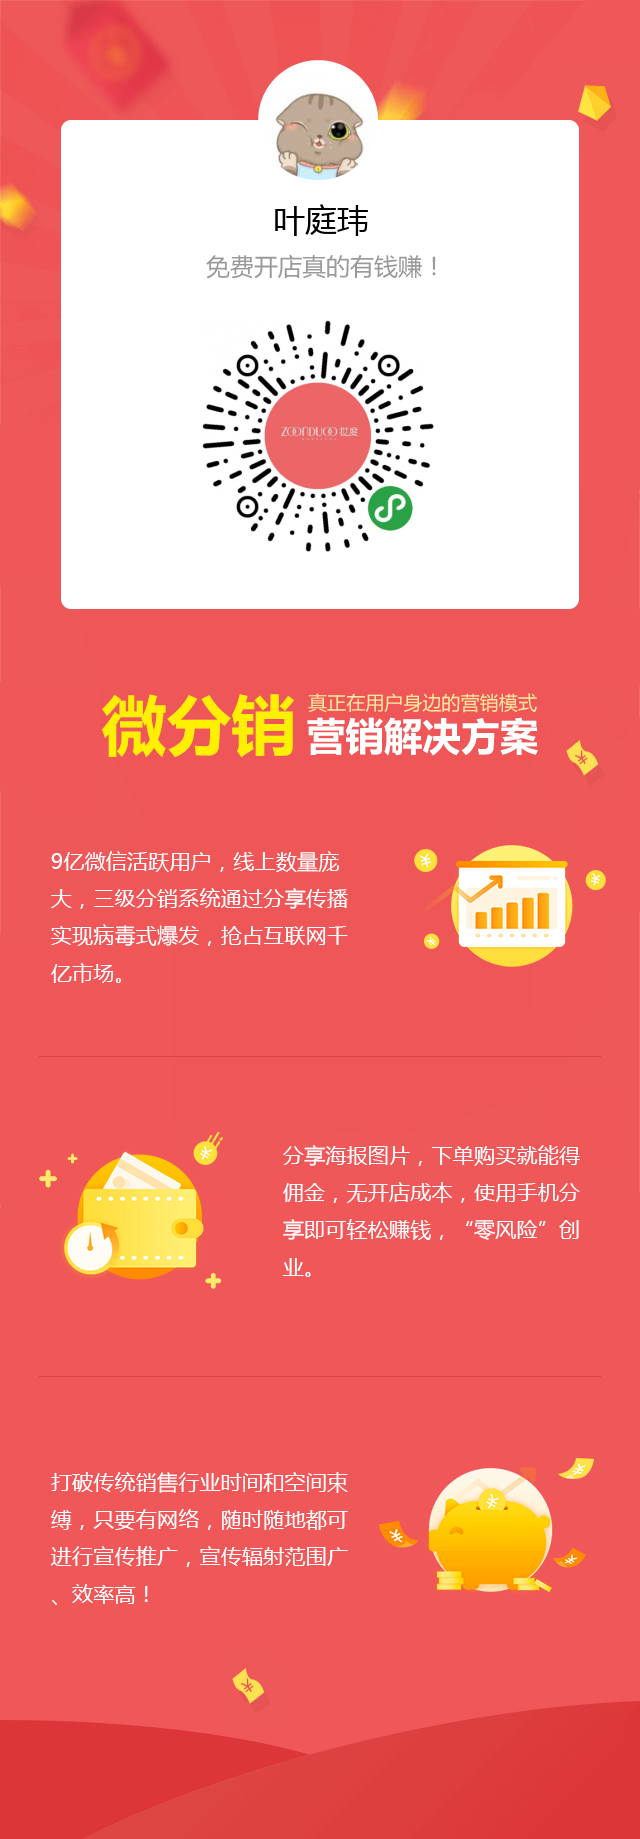 叶庭玮
免费开店真的有钱赚！
ZOONDUOO 忪度
微分销
真正在用户身边的营销模式
营销解决方案
9亿微信活跃用户，线上数量庞
大，三级分销系统通过分享传播
实现病毒式爆发，抢占互联网千
亿市场。
分享海报图片，下单购买就能得
佣金，无开店成本，使用手机分
享即可轻松赚钱，“零风险”创
业。
打破传统销售行业时间和空间束
缚，只要有网络，随时随地都可
进行宣传推广，宣传辐射范围广
、效率高！